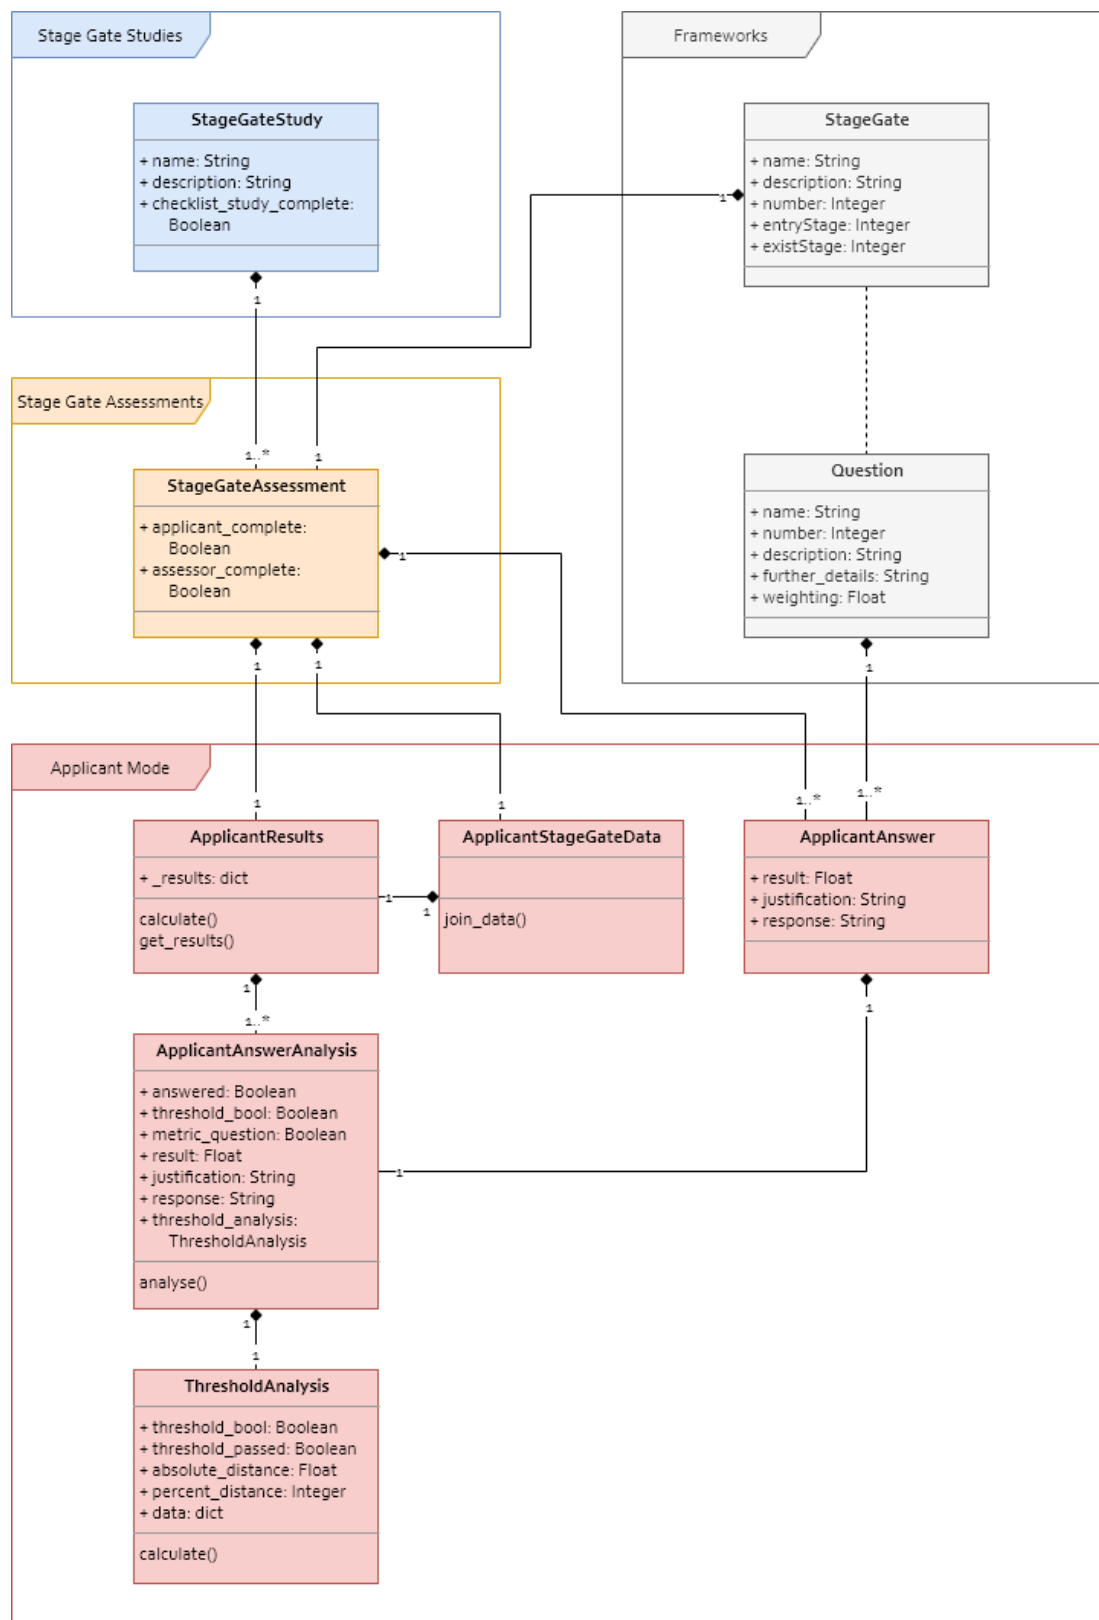 Stage Gate Studies
StageGateStudy
+ name: String
+ description: String
+ checklist_study_complete:
Boolean
1
1..*
Frameworks
StageGate
+ name: String
+ description: String
+ number: Integer
+ entryStage: Integer
+ existStage: Integer
1
1
Question
+ name: String
+ number: Integer
+ description: String
+ further_details: String
+ weighting: Float
1
1..*
Stage Gate Assessments
StageGateAssessment
+ applicant_complete:
Boolean
+ assessor_complete:
Boolean
1
1..*
1
1
1
1
Applicant Mode
ApplicantResults
+ _results: dict
calculate()
get_results()
1
1
ApplicantStageGateData
join_data()
ApplicantAnswer
+ result: Float
+ justification: String
+ response: String
1
1
1
1..*
ApplicantAnswerAnalysis
+ answered: Boolean
+ threshold_bool: Boolean
+ metric_question: Boolean
+ result: Float
+ justification: String
+ response: String
+ threshold_analysis:
ThresholdAnalysis
analyse()
1
1
ThresholdAnalysis
+ threshold_bool: Boolean
+ threshold_passed: Boolean
+ absolute_distance: Float
+ percent_distance: Integer
+ data: dict
calculate()